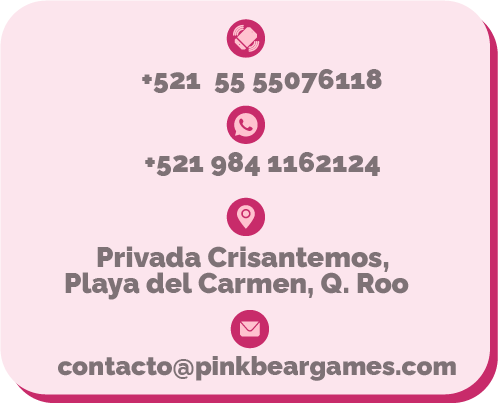 +521  55 55076118
+521 984 1162124
Privada Crisantemos,
Playa del Carmen, Q. Roo
contacto@pinkbeargames.com